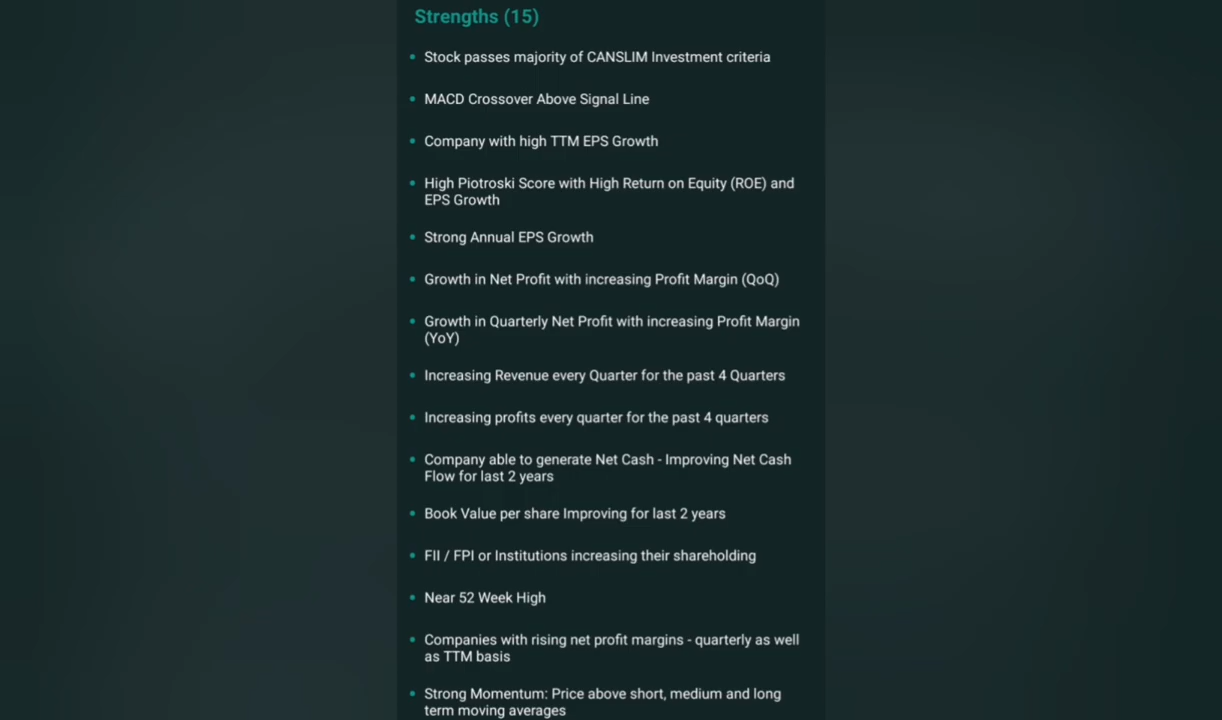 Strengths (15)
Stock passes majority of CANSLIM Investment criteria
MACD Crossover Above Signal Line
Company with high TTM EPS Growth
High Piotroski Score with High Return on Equity (ROE) and
EPS Growth
Strong Annual EPS Growth
Growth in Net Profit with increasing Profit Margin (QoQ)
Growth in Quarterly Net Profit with increasing Profit Margin
(YoY)
Increasing Revenue every Quarter for the past 4 Quarters
Increasing profits every quarter for the past 4 quarters
Company able to generate Net Cash - Improving Net Cash
Flow for last 2 years
Book Value per share Improving for last 2 years
FII / FPI or Institutions increasing their shareholding
Near 52 Week High
Companies with rising net profit margins - quarterly as well
as TTM basis
Strong Momentum: Price above short, medium and long
term moving averages